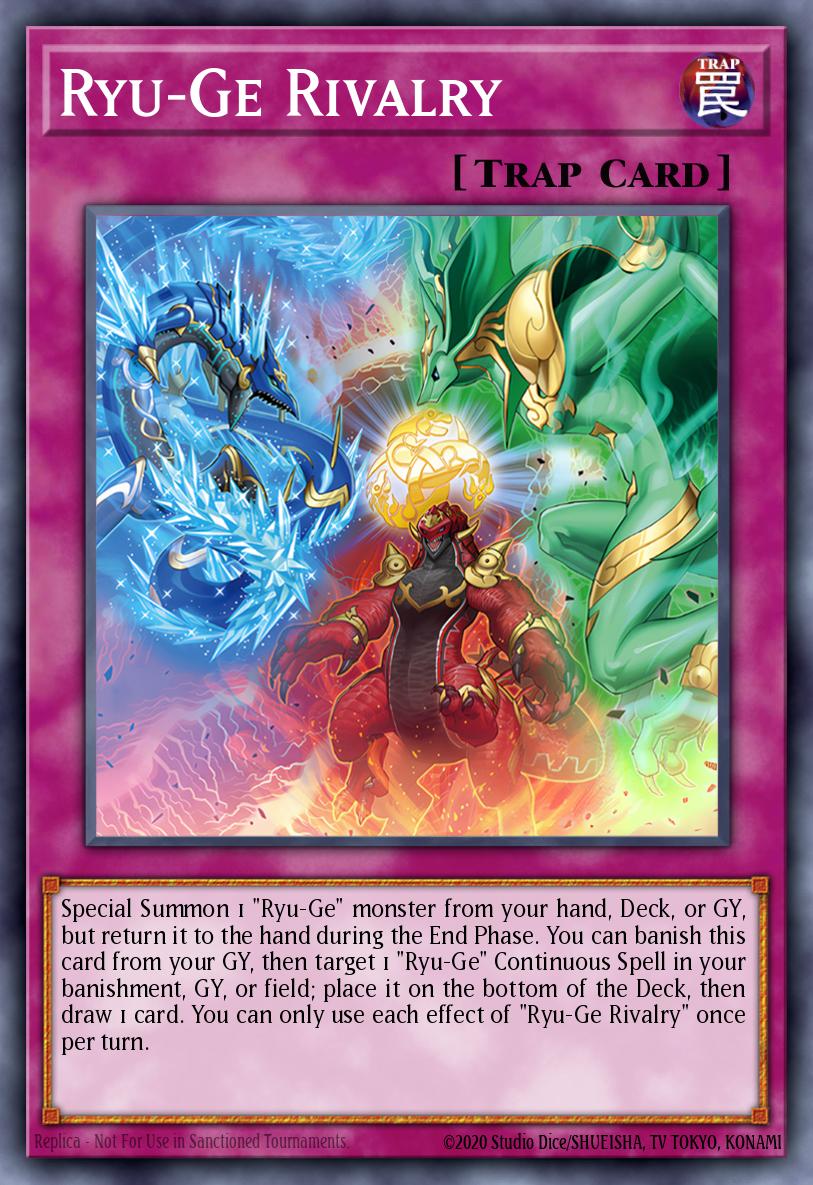 Ryu-Ge Rivalry
TRAP
罠
[Trap Card]
Special Summon 1 "Ryu-Ge" monster from your hand, Deck, or GY,
but return it to the hand during the End Phase. You can banish this
card from your GY, then target 1 "Ryu-Ge" Continuous Spell in your
banishment, GY, or field; place it on the bottom of the Deck, then
draw 1 card. You can only use each effect of "Ryu-Ge Rivalry" once
per turn.
Replica - Not For Use in Sanctioned Tournaments.
©2020 Studio Dice/SHUEISHA, TV TOKYO, KONAMI